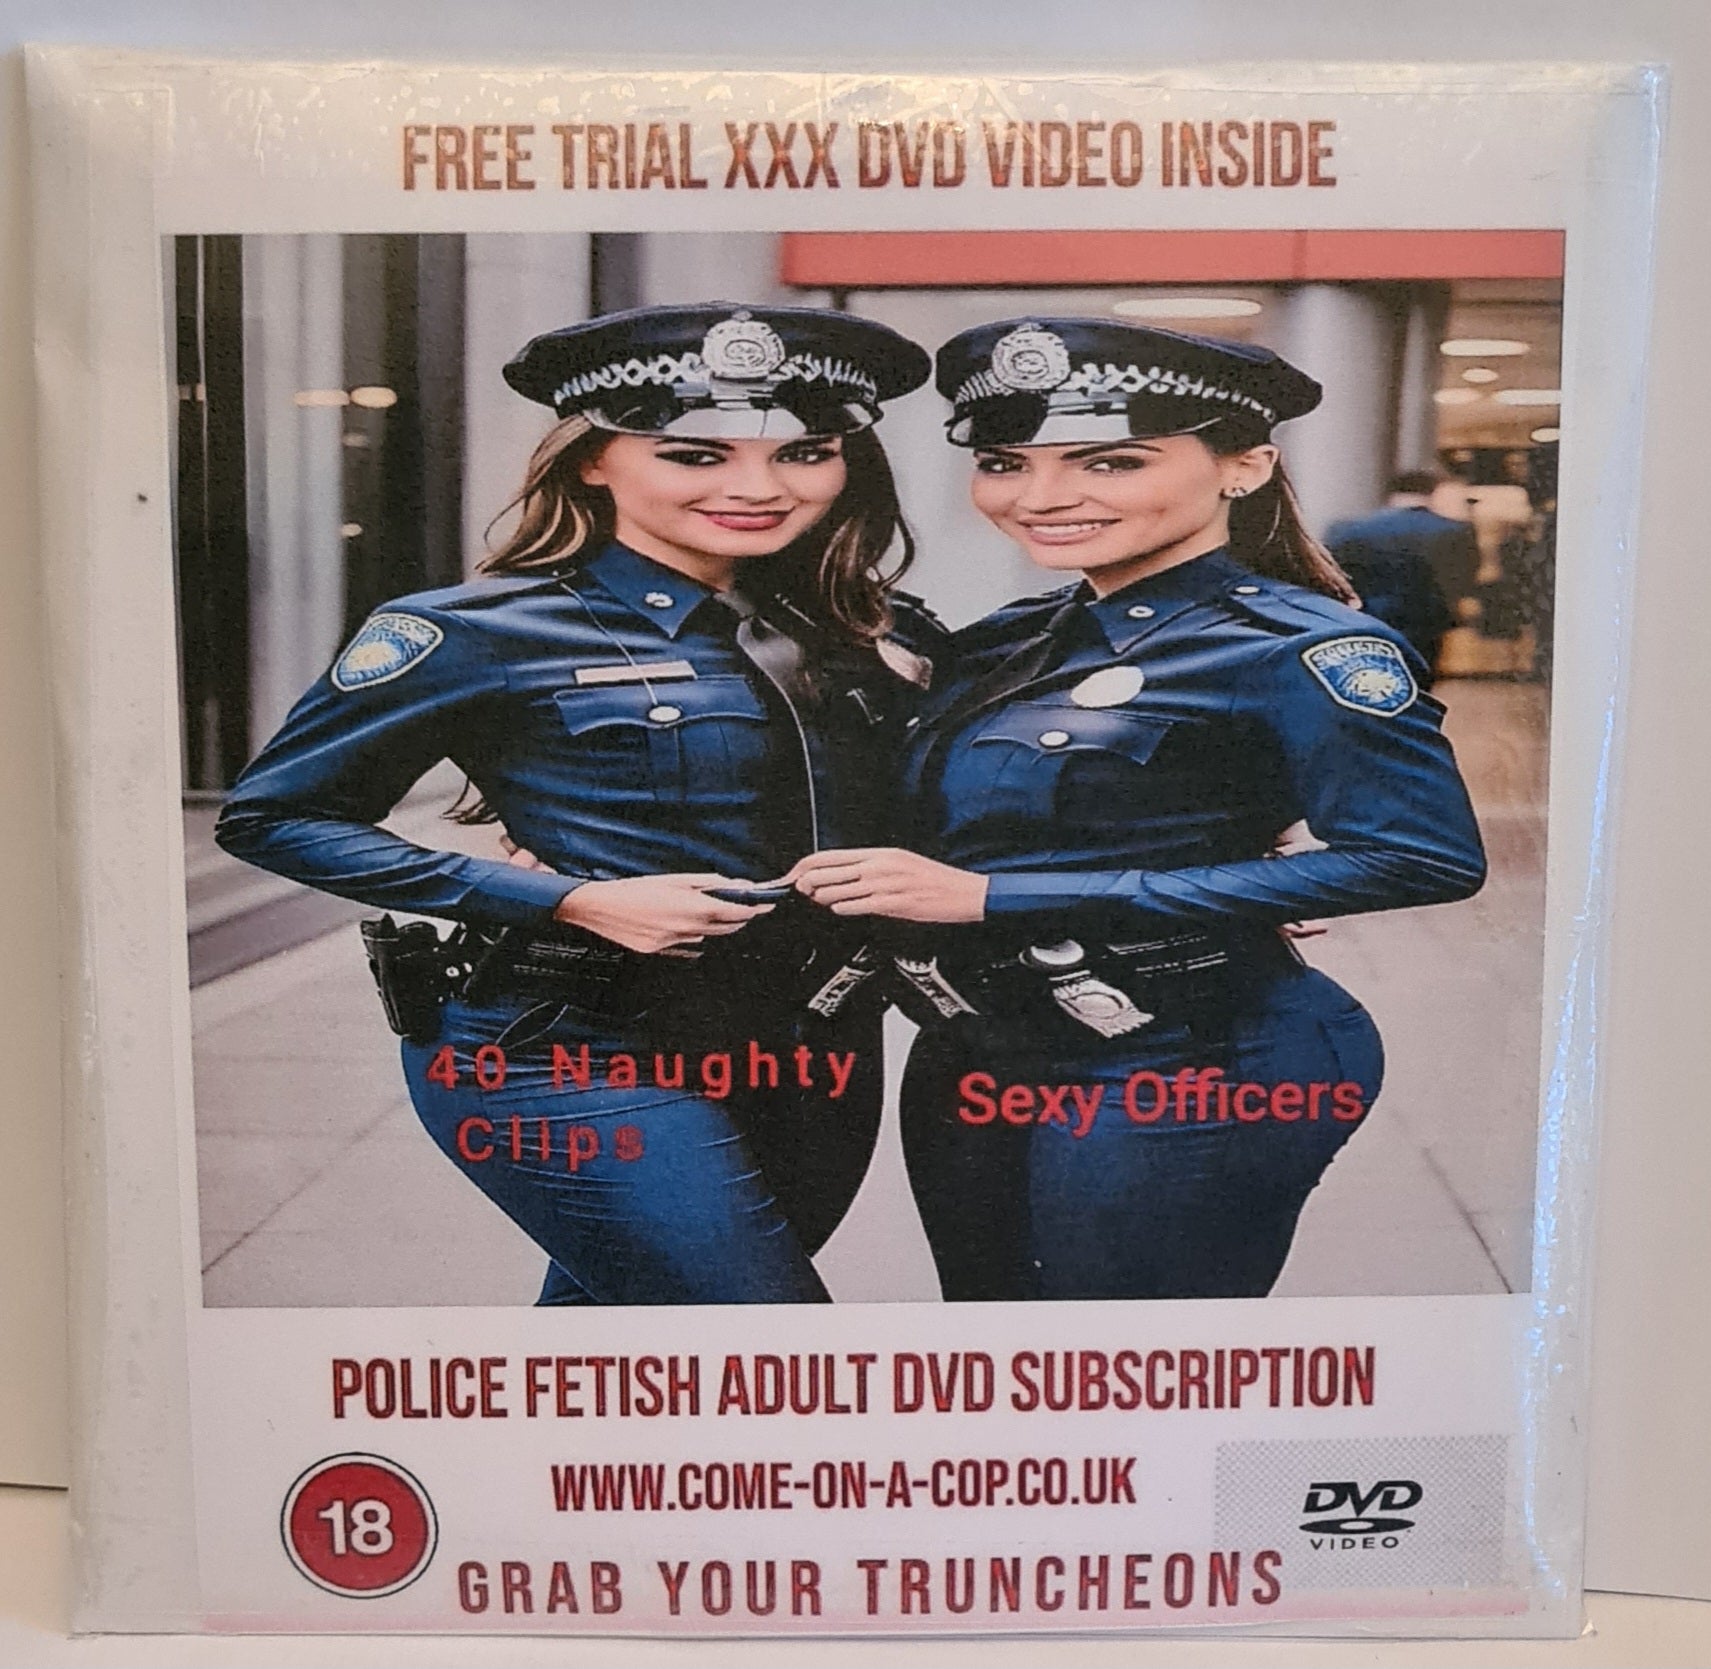 FREE TRIAL XXX DVD VIDEO INSIDE
40 Naughty
Clips
Sexy Officers
POLICE FETISH ADULT DVD SUBSCRIPTION
WWW.COME-ON-A-COP.CO.UK
18
DVD
VIDEO
GRAB YOUR TRUNCHEONS